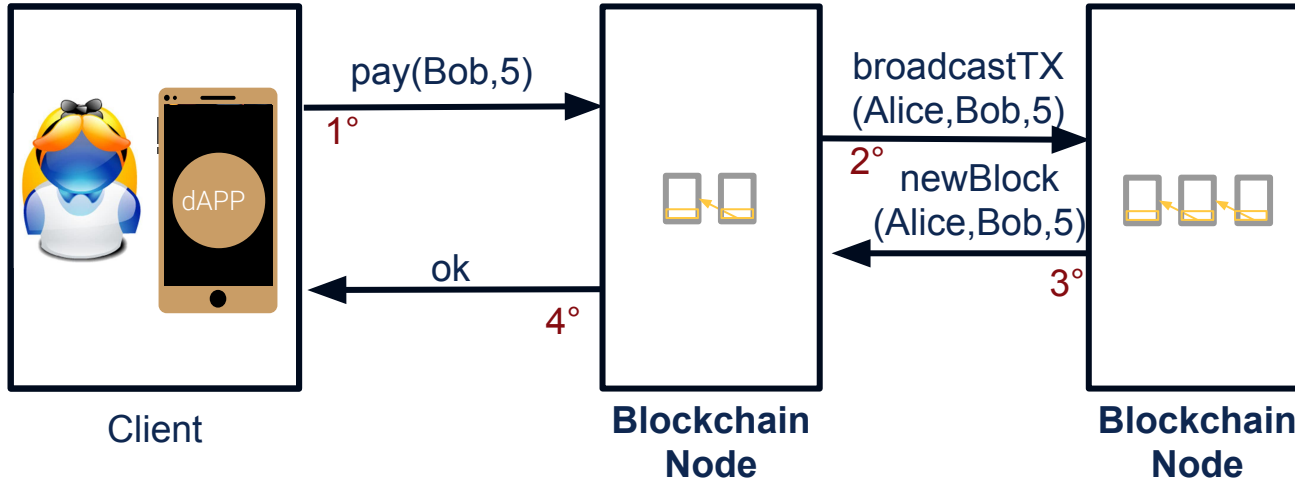 pay(Bob,5)
1°
dAPP
ok
4°
broadcastTX
(Alice,Bob,5)
2°
newBlock
(Alice,Bob,5)
3°
Client
Blockchain
Node
Blockchain
Node